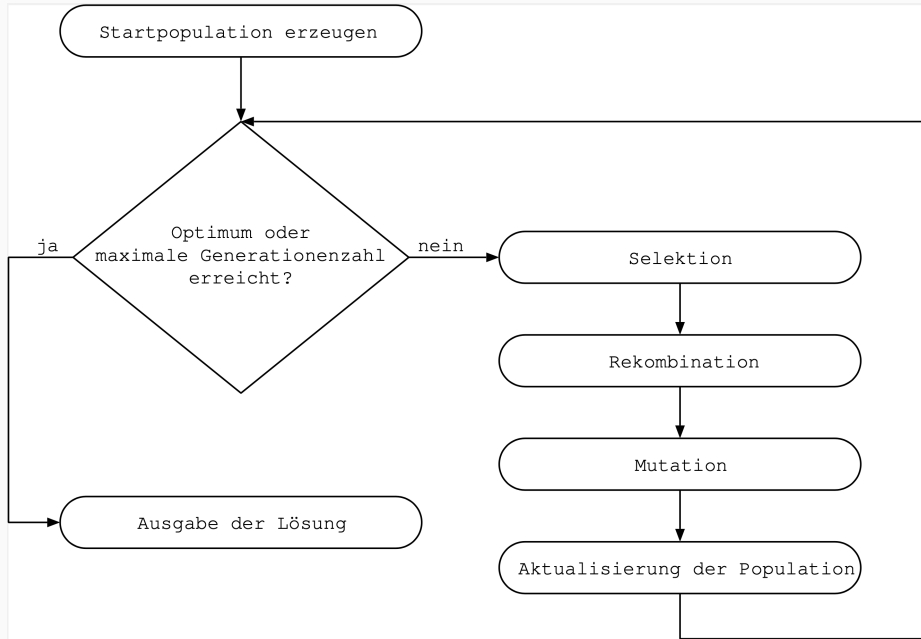 Startpopulation erzeugen
Optimum oder
maximale Generationenzahl
erreicht?
ja
nein
Selektion
Rekombination
Mutation
Aktualisierung der Population
Ausgabe der Lösung